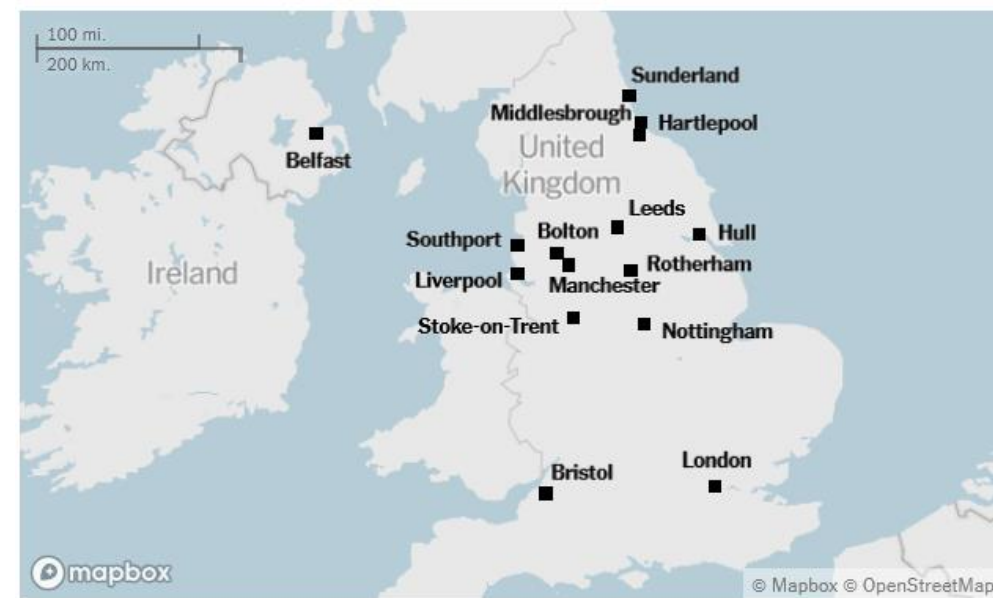 100 mi.
200 km.
Sunderland
Middlesbrough
Hartlepool
United
Kingdom
Belfast
Leeds
Bolton
Hull
Southport
Rotherham
Ireland
Liverpool
Manchester
Stoke-on-Trent
Nottingham
London
Bristol
mapbox
© Mapbox © OpenStreetMap